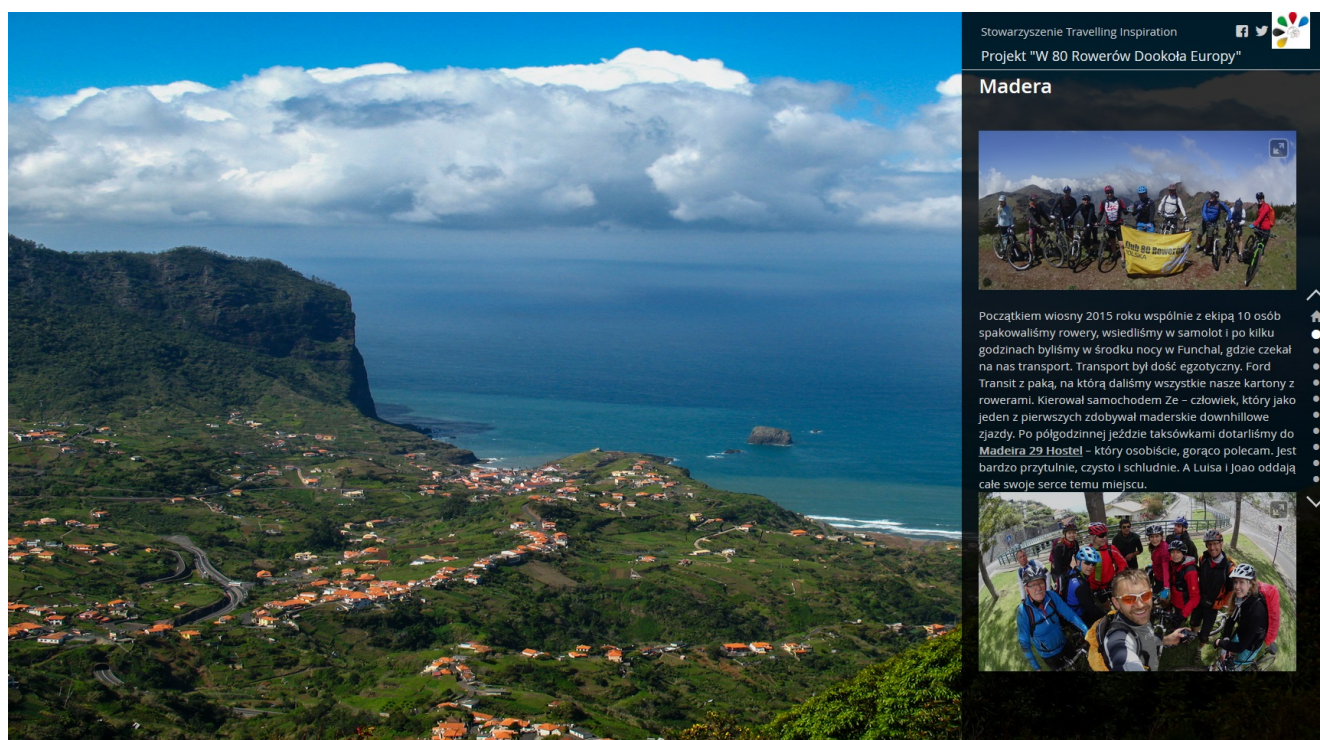 Stowarzyszenie Travelling Inspiration
Projekt "W 80 Rowerów Dookoła Europy"
Madera
Klub 80 Rowerów
POLSKA
Początkiem wiosny 2015 roku wspólnie z ekipą 10 osób
spakowaliśmy rowery, wsiedliśmy w samolot i po kilku
godzinach byliśmy w środku nocy w Funchal, gdzie czekał
na nas transport. Transport był dość egzotyczny. Ford
Transit z paką, na którą daliśmy wszystkie nasze kartony z
rowerami. Kierował samochodem Ze – człowiek, który jako
jeden z pierwszych zdobywał maderskie downhillowe
zjazdy. Po półgodzinnej jeździe taksówkami dotarliśmy do
Madeira 29 Hostel – który osobiście, gorąco polecam. Jest
bardzo przytulnie, czysto i schludnie. A Luisa i Joao oddają
całe swoje serce temu miejscu.